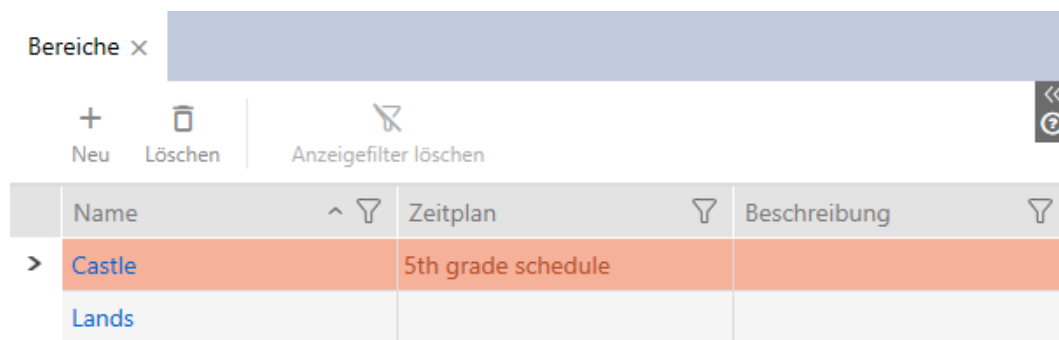 Bereiche
Neu Löschen Anzeigefilter löschen
Name Zeitplan Beschreibung
Castle 5th grade schedule
Lands